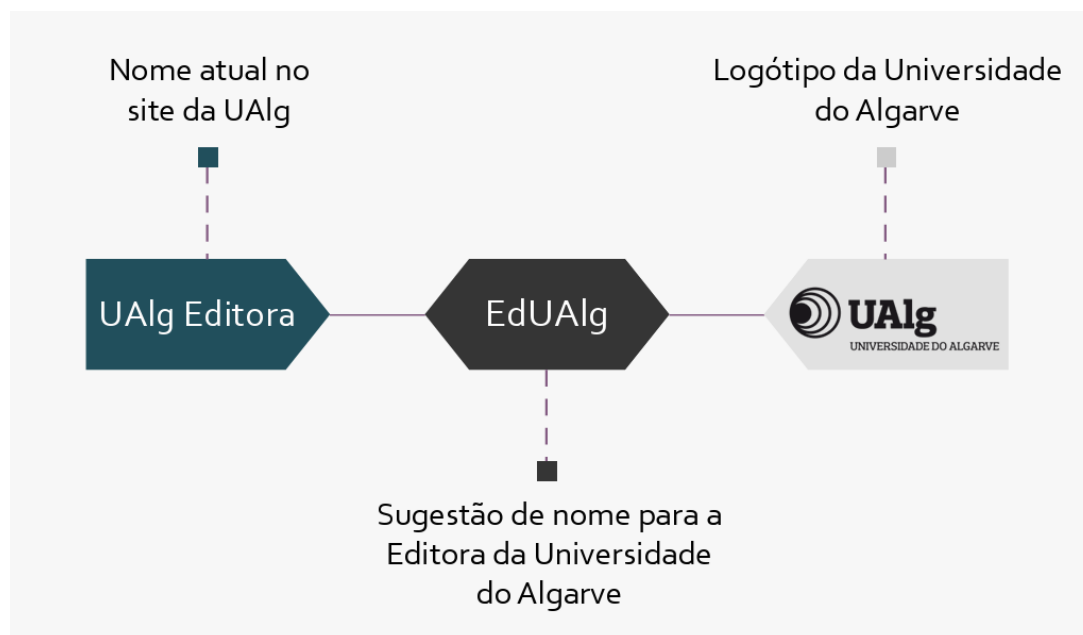 Nome atual no
site da UAlg
Logótipo da Universidade
do Algarve
UAlg Editora
EdUAlg
UAlg
UNIVERSIDADE DO ALGARVE
Sugestão de nome para a
Editora da Universidade
do Algarve